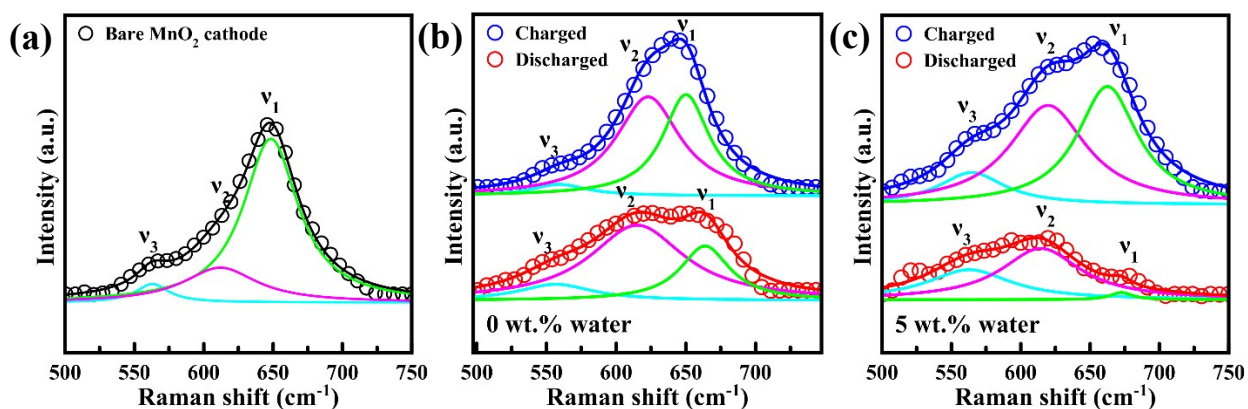 (a)
Bare MnO₂ cathode
ν₁
ν₂
ν₃
Intensity (a.u.)
500 550 600 650 700 750
Raman shift (cm⁻¹)
(b)
Charged
Discharged
ν₁
ν₂
ν₃
ν₂
ν₁
ν₃
0 wt.% water
Intensity (a.u.)
500 550 600 650 700
Raman shift (cm⁻¹)
(c)
Charged
Discharged
ν₁
ν₂
ν₃
ν₂
ν₃
ν₁
5 wt.% water
Intensity (a.u.)
500 550 600 650 700 750
Raman shift (cm⁻¹)